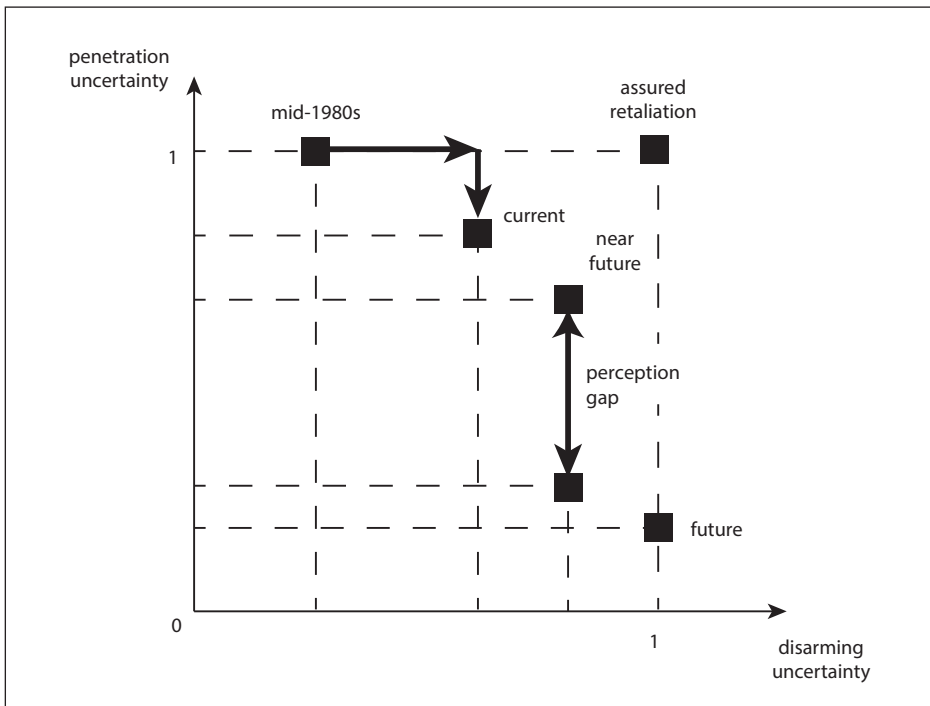 penetration
uncertainty
assured
retaliation
mid-1980s
1
current
near
future
perception
gap
future
0
1
disarming
uncertainty